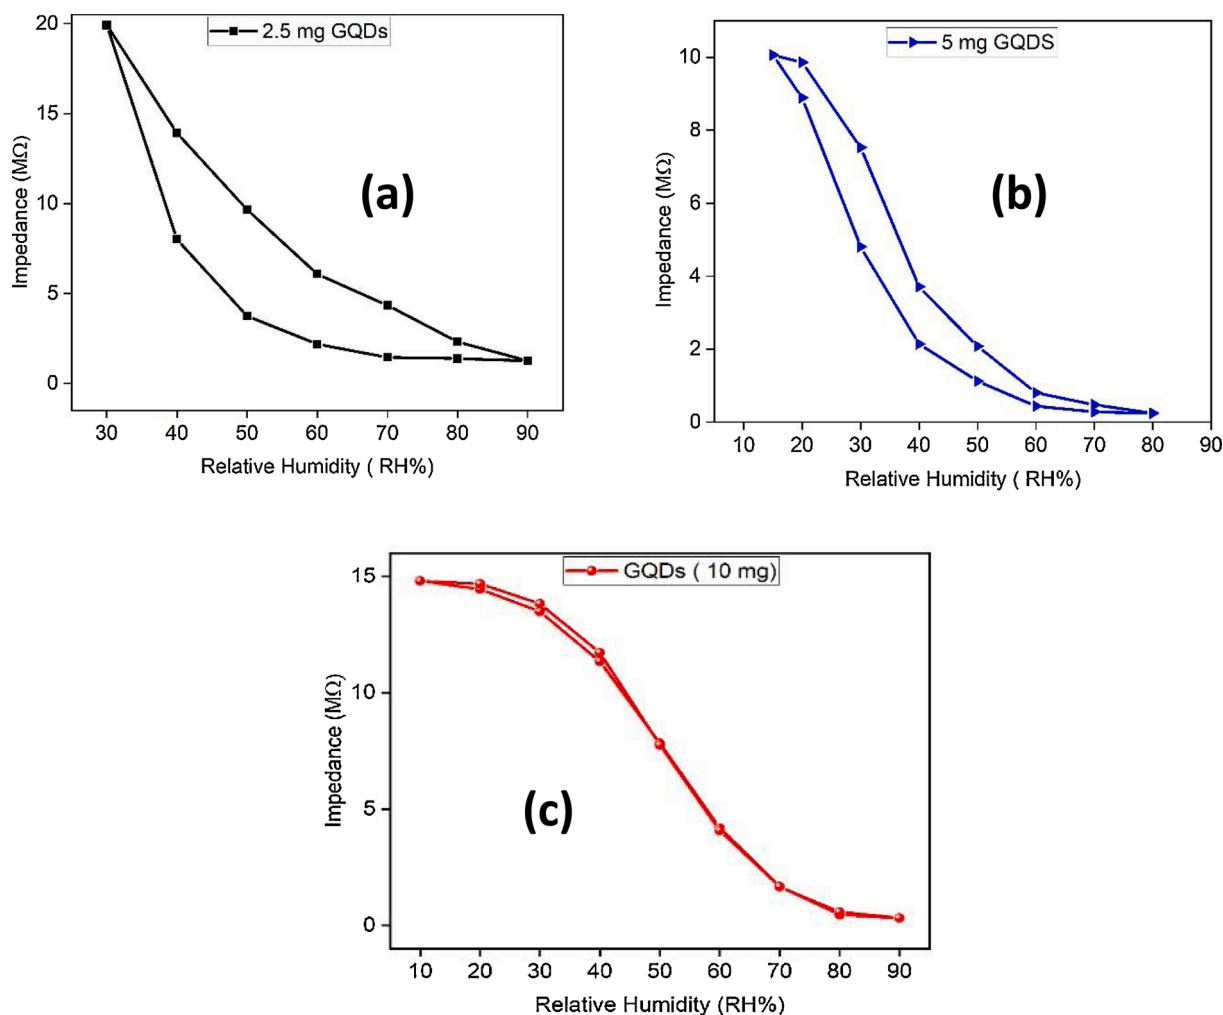 2.5 mg GQDs
20
15
10
5
0
Impedance (MΩ)
(a)
30 40 50 60 70 80 90
Relative Humidity ( RH%)
5 mg GQDS
10
8
6
4
2
0
Impedance (MΩ)
(b)
10 20 30 40 50 60 70 80 90
Relative Humidity ( RH%)
GQDs ( 10 mg)
15
10
5
0
Impedance (MΩ)
(c)
10 20 30 40 50 60 70 80 90
Relative Humidity (RH%)